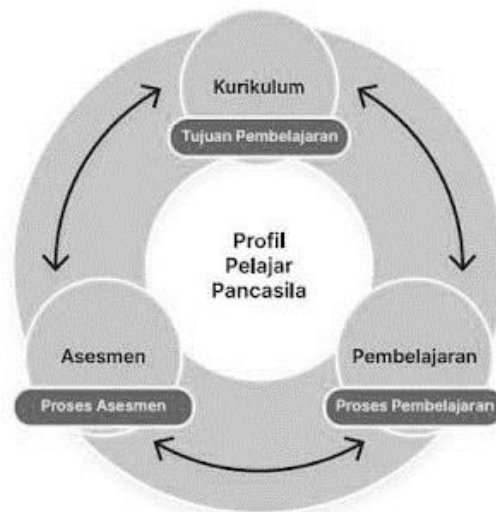 Kurikulum
Tujuan Pembelajaran
Profil
Pelajar
Pancasila
Asesmen
Proses Asesmen
Pembelajaran
Proses Pembelajaran